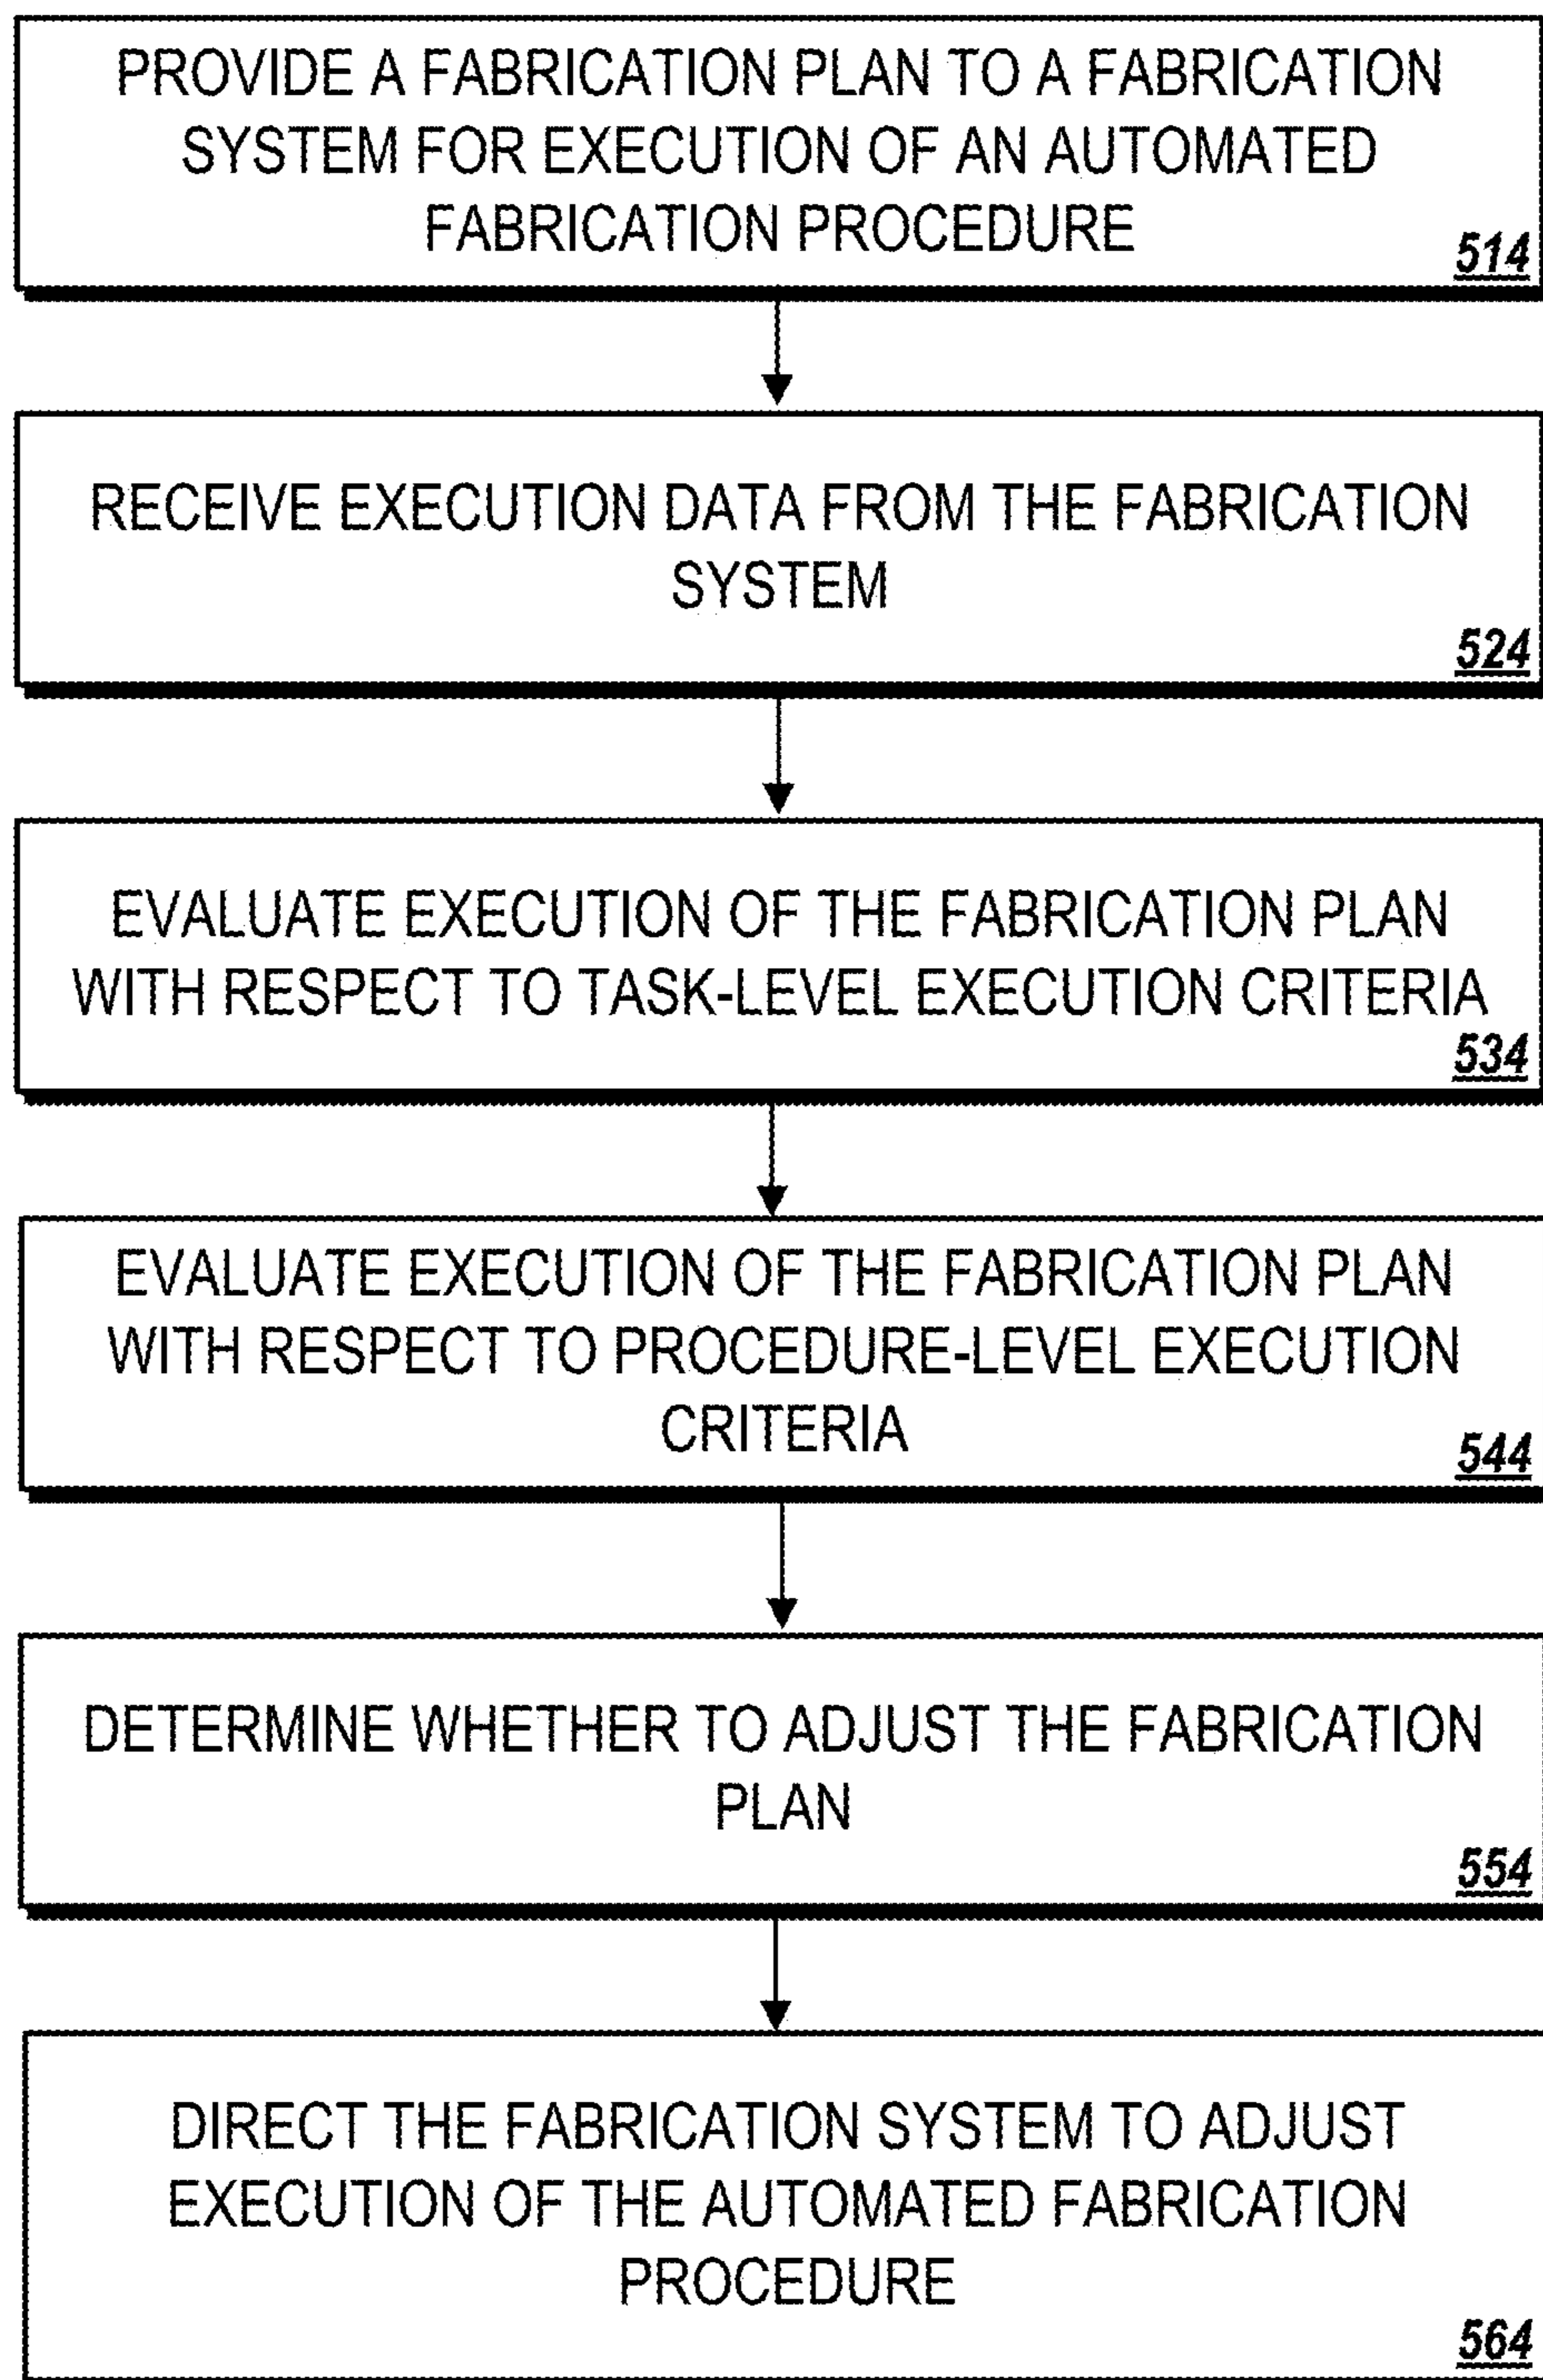 PROVIDE A FABRICATION PLAN TO A FABRICATION
SYSTEM FOR EXECUTION OF AN AUTOMATED
FABRICATION PROCEDURE
514
RECEIVE EXECUTION DATA FROM THE FABRICATION
SYSTEM
524
EVALUATE EXECUTION OF THE FABRICATION PLAN
WITH RESPECT TO TASK-LEVEL EXECUTION CRITERIA
534
EVALUATE EXECUTION OF THE FABRICATION PLAN
WITH RESPECT TO PROCEDURE-LEVEL EXECUTION
CRITERIA
544
DETERMINE WHETHER TO ADJUST THE FABRICATION
PLAN
554
DIRECT THE FABRICATION SYSTEM TO ADJUST
EXECUTION OF THE AUTOMATED FABRICATION
PROCEDURE
564